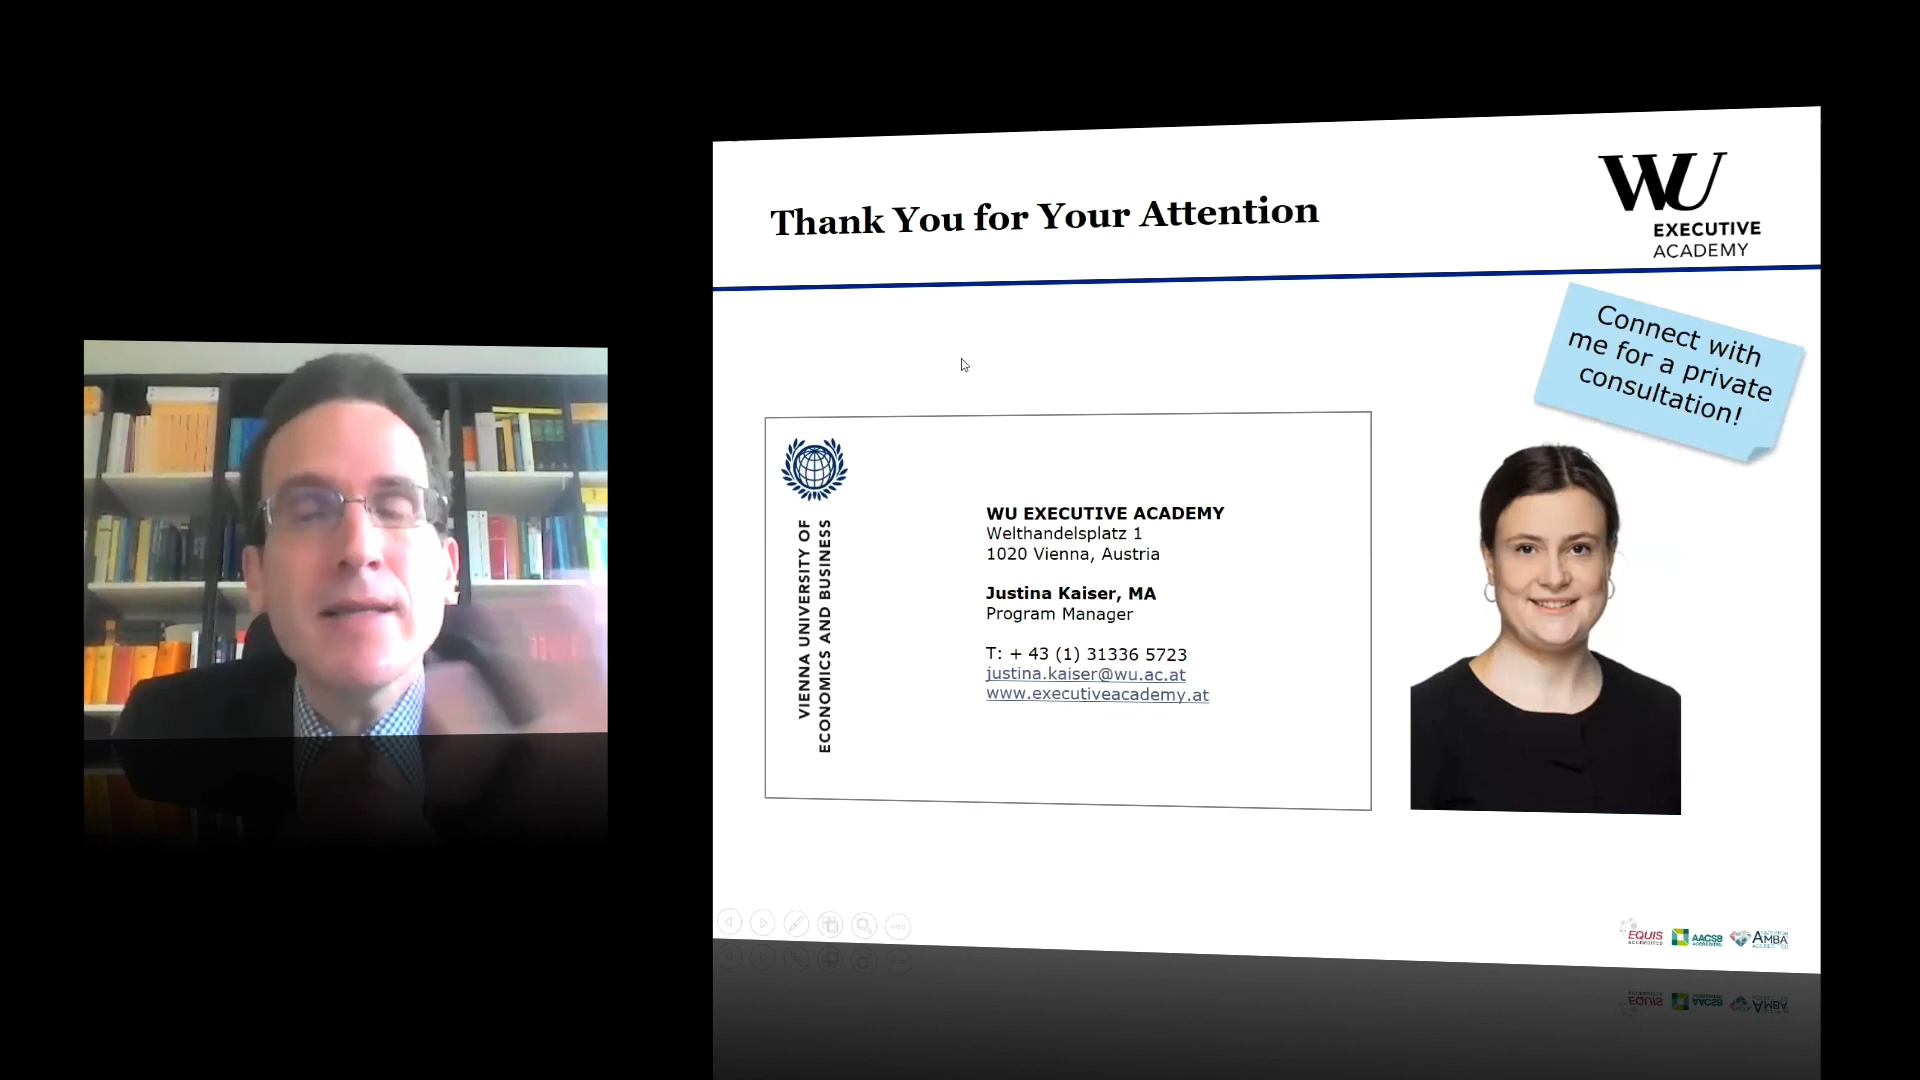 Thank You for Your Attention
WU
EXECUTIVE
ACADEMY
Connect with
me for a private
consultation!
VIENNA UNIVERSITY OF
ECONOMICS AND BUSINESS
WU EXECUTIVE ACADEMY
Welthandelsplatz 1
1020 Vienna, Austria
Justina Kaiser, MA
Program Manager
T: + 43 (1) 31336 5723
justina.kaiser@wu.ac.at
www.executiveacademy.at
EQUIS
ACCREDITED
AACSB
ACCREDITED
AMBA